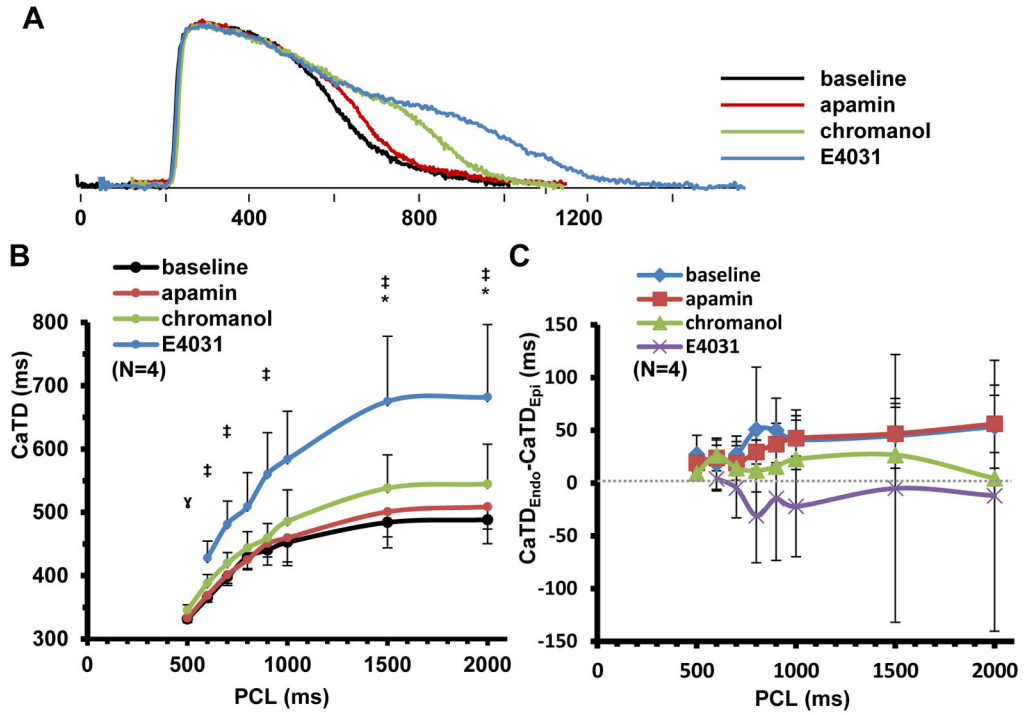 A
baseline
apamin
chromanol
E4031
0 400 800 1200
B
baseline
apamin
chromanol
E4031
(N=4)
‡ ‡
* *
‡
‡
‡
ɤ
800
700
600
500
400
300
CaTD (ms)
0 500 1000 1500 2000
PCL (ms)
C
baseline
apamin
chromanol
E4031
(N=4)
150
100
50
0
-50
-100
-150
CaTDEndo-CaTDEpi (ms)
0 500 1000 1500 2000
PCL (ms)